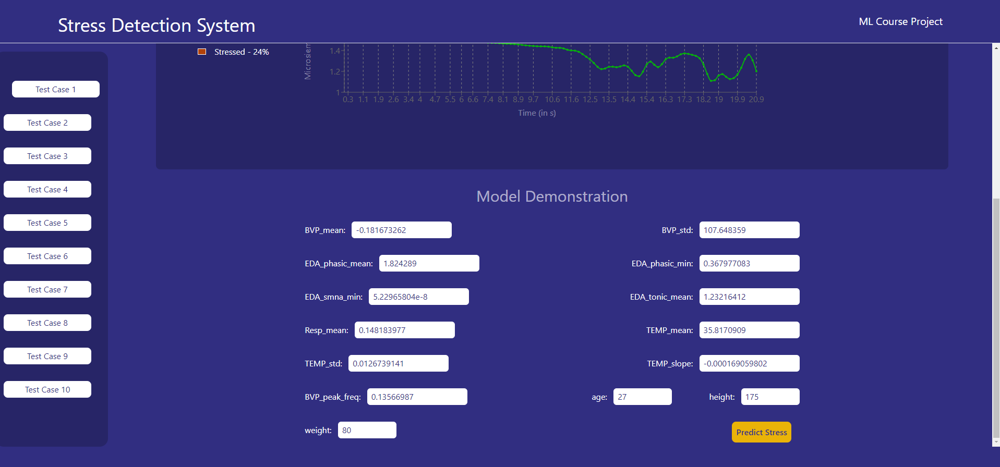 Stress Detection System
ML Course Project
Test Case 1
Test Case 2
Test Case 3
Test Case 4
Test Case 5
Test Case 6
Test Case 7
Test Case 8
Test Case 9
Test Case 10
Stressed - 24%
Microsiem
1.4
1.2
1
0.3 1.1 1.9 2.6 3.4 4 4.7 5.5 6 6.6 7.4 8.1 8.9 9.7 10.6 11.6 12.5 13.5 14.4 15.4 16.3 17.3 18.2 19 19.9 20.9
Time (in s)
Model Demonstration
BVP_mean: -0.181673262 BVP_std: 107.648359
EDA_phasic_mean: 1.824289 EDA_phasic_min: 0.367977083
EDA_smna_min: 5.22965804e-8 EDA_tonic_mean: 1.23216412
Resp_mean: 0.148183977 TEMP_mean: 35.8170909
TEMP_std: 0.0126739141 TEMP_slope: -0.000169059802
BVP_peak_freq: 0.13566987 age: 27 height: 175
weight: 80 Predict Stress